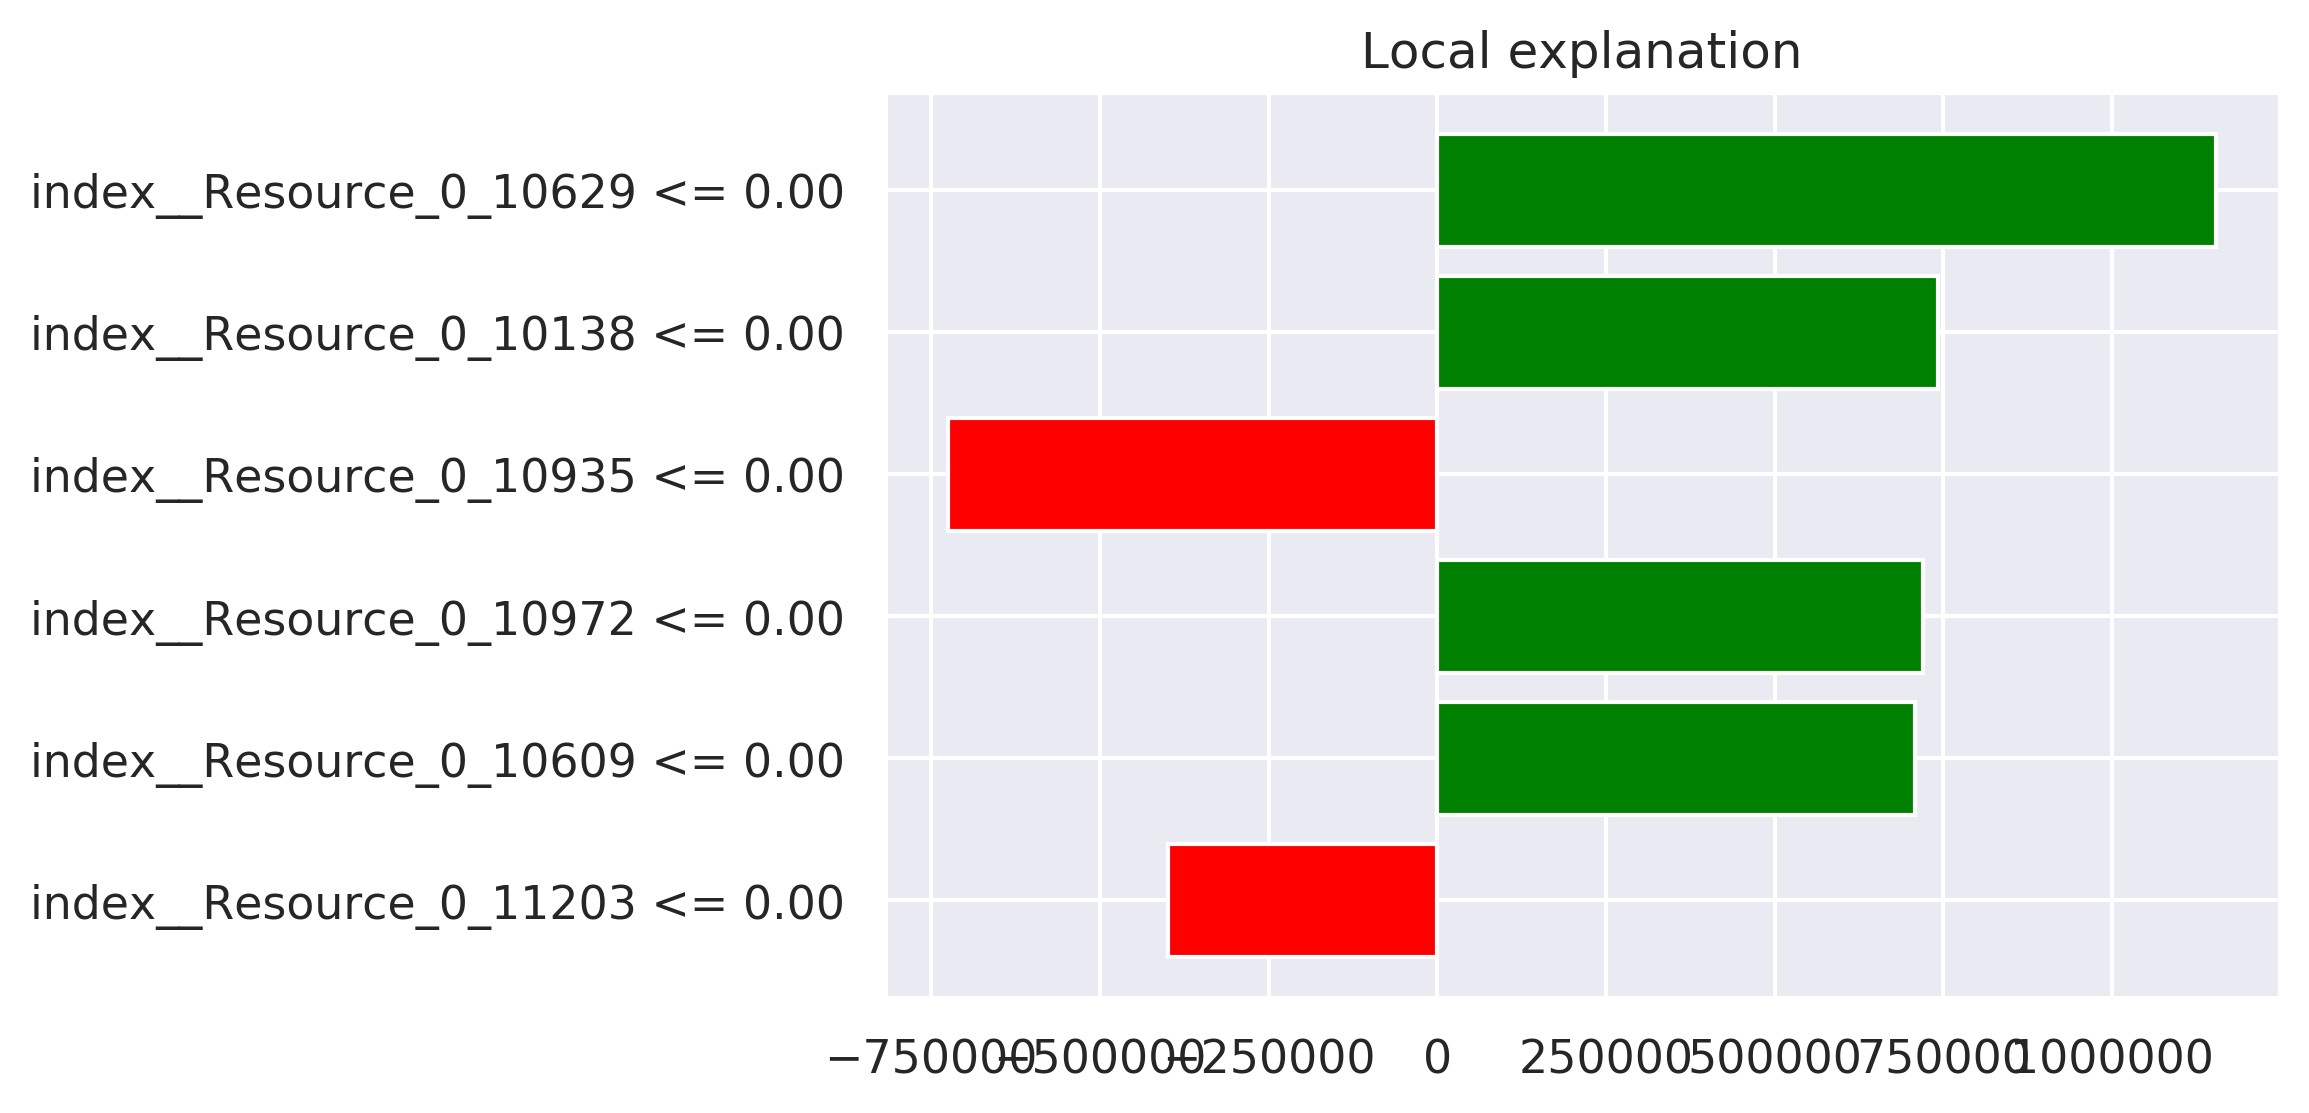 Local explanation
index__Resource_0_10629 <= 0.00
index__Resource_0_10138 <= 0.00
index__Resource_0_10935 <= 0.00
index__Resource_0_10972 <= 0.00
index__Resource_0_10609 <= 0.00
index__Resource_0_11203 <= 0.00
−750000 −500000 −250000 0 250000 500000 750000 1000000